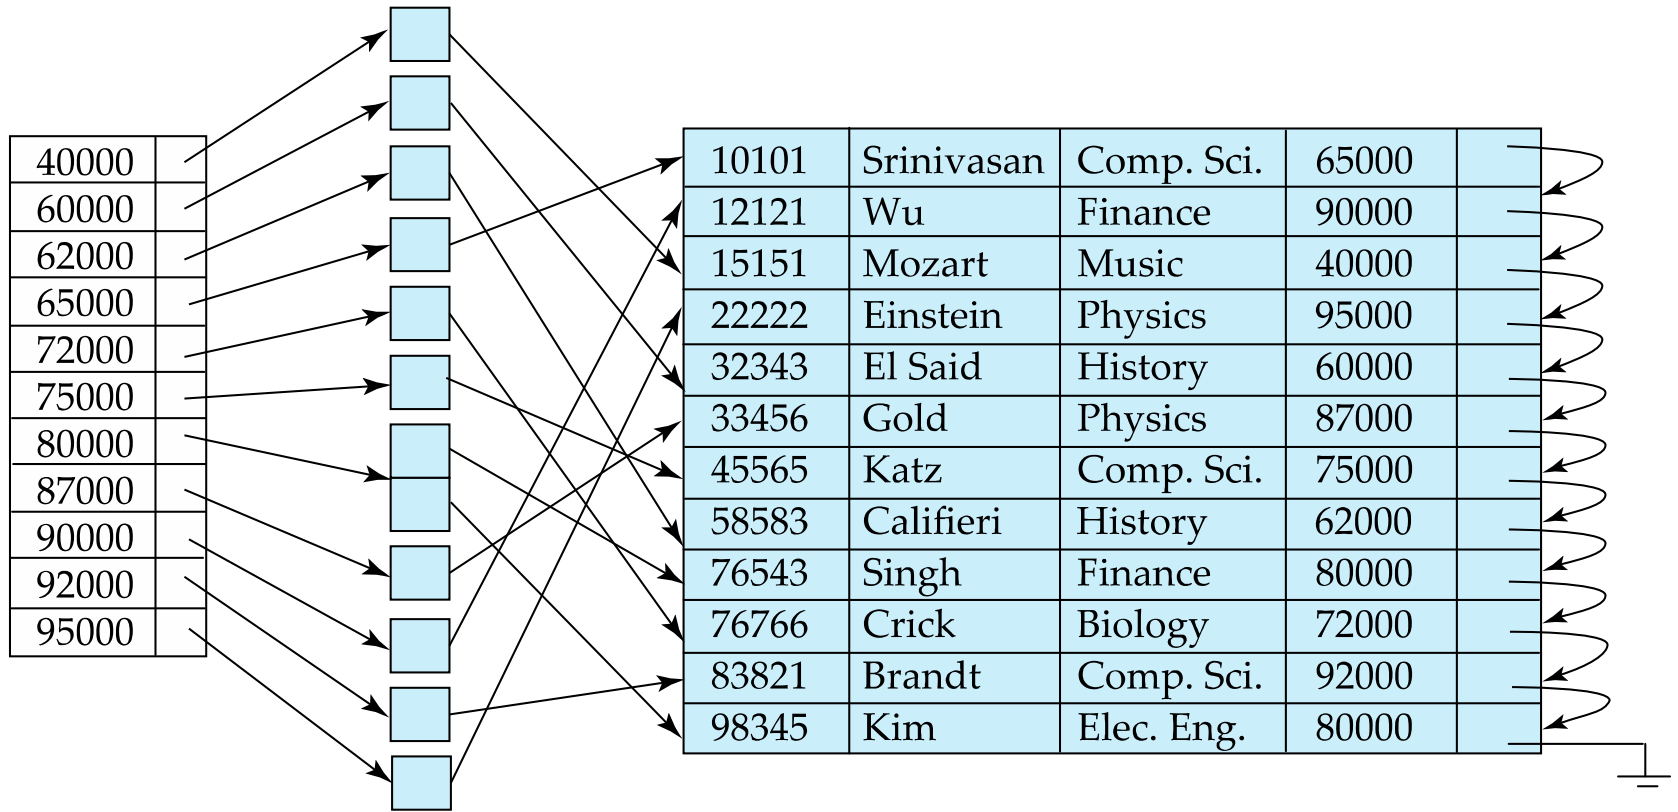 40000
60000
62000
65000
72000
75000
80000
87000
90000
92000
95000
10101 Srinivasan Comp. Sci. 65000
12121 Wu Finance 90000
15151 Mozart Music 40000
22222 Einstein Physics 95000
32343 El Said History 60000
33456 Gold Physics 87000
45565 Katz Comp. Sci. 75000
58583 Califieri History 62000
76543 Singh Finance 80000
76766 Crick Biology 72000
83821 Brandt Comp. Sci. 92000
98345 Kim Elec. Eng. 80000